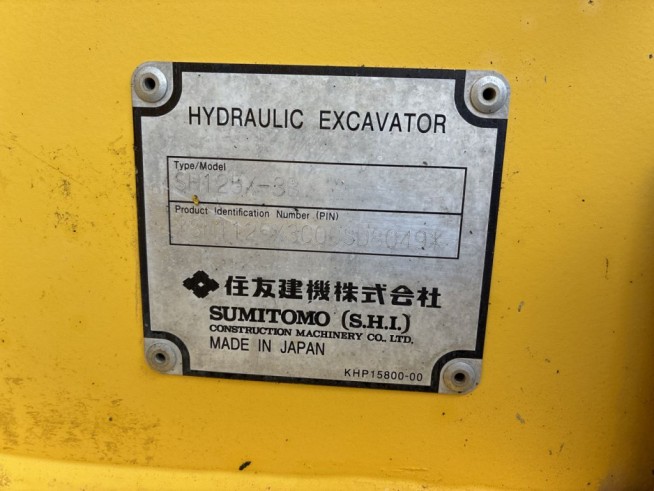 HYDRAULIC EXCAVATOR
Type/Model
Product Identification Number (PIN)
住友建機株式会社
SUMITOMO (S.H.I.)
CONSTRUCTION MACHINERY CO., LTD.
MADE IN JAPAN
KHP15800-00